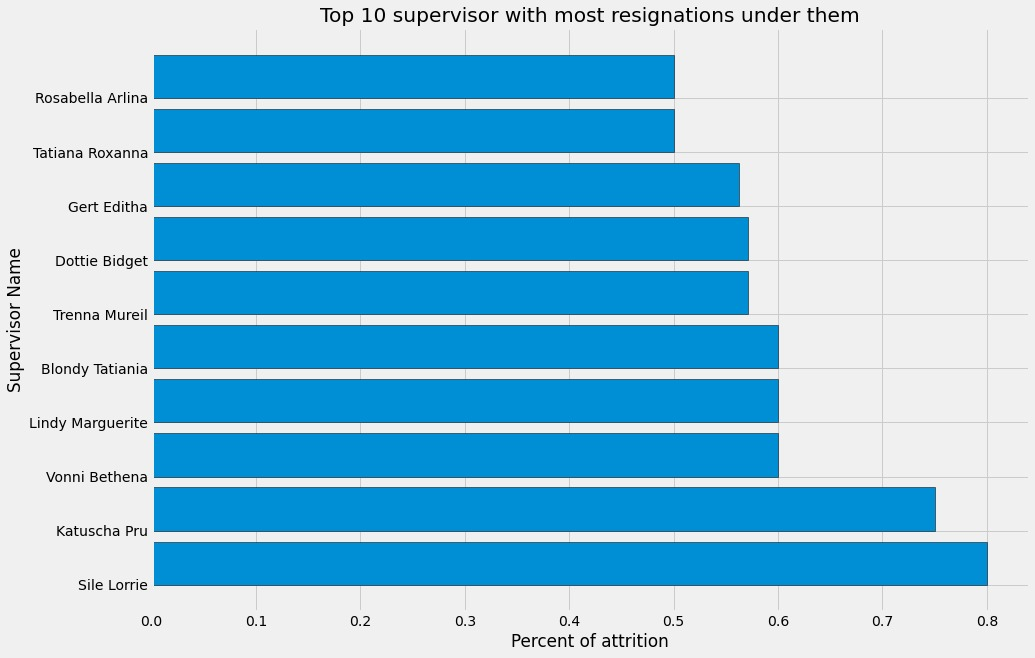 Top 10 supervisor with most resignations under them
Supervisor Name
Rosabella Arlina
Tatiana Roxanna
Gert Editha
Dottie Bidget
Trenna Mureil
Blondy Tatiania
Lindy Marguerite
Vonni Bethena
Katuscha Pru
Sile Lorrie
0.0 0.1 0.2 0.3 0.4 0.5 0.6 0.7 0.8
Percent of attrition